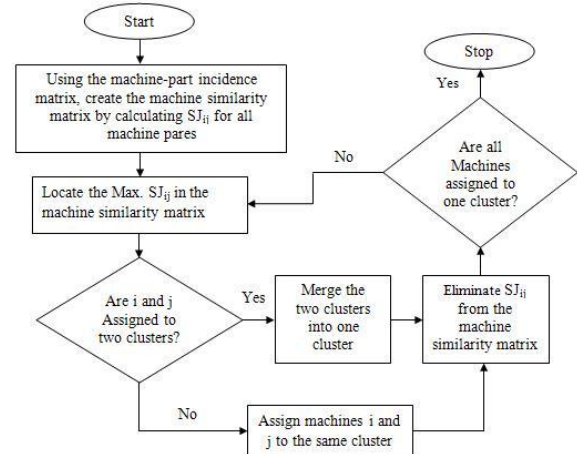 Start
Using the machine-part incidence
matrix, create the machine similarity
matrix by calculating SJij for all
machine pares
Locate the Max. SJij in the
machine similarity matrix
Are i and j
Assigned to
two clusters?
Yes
Merge the
two clusters
into one
cluster
No
Assign machines i and
j to the same cluster
Eliminate SJij
from the
machine
similarity matrix
Are all
Machines
assigned to
one cluster?
No
Yes
Stop